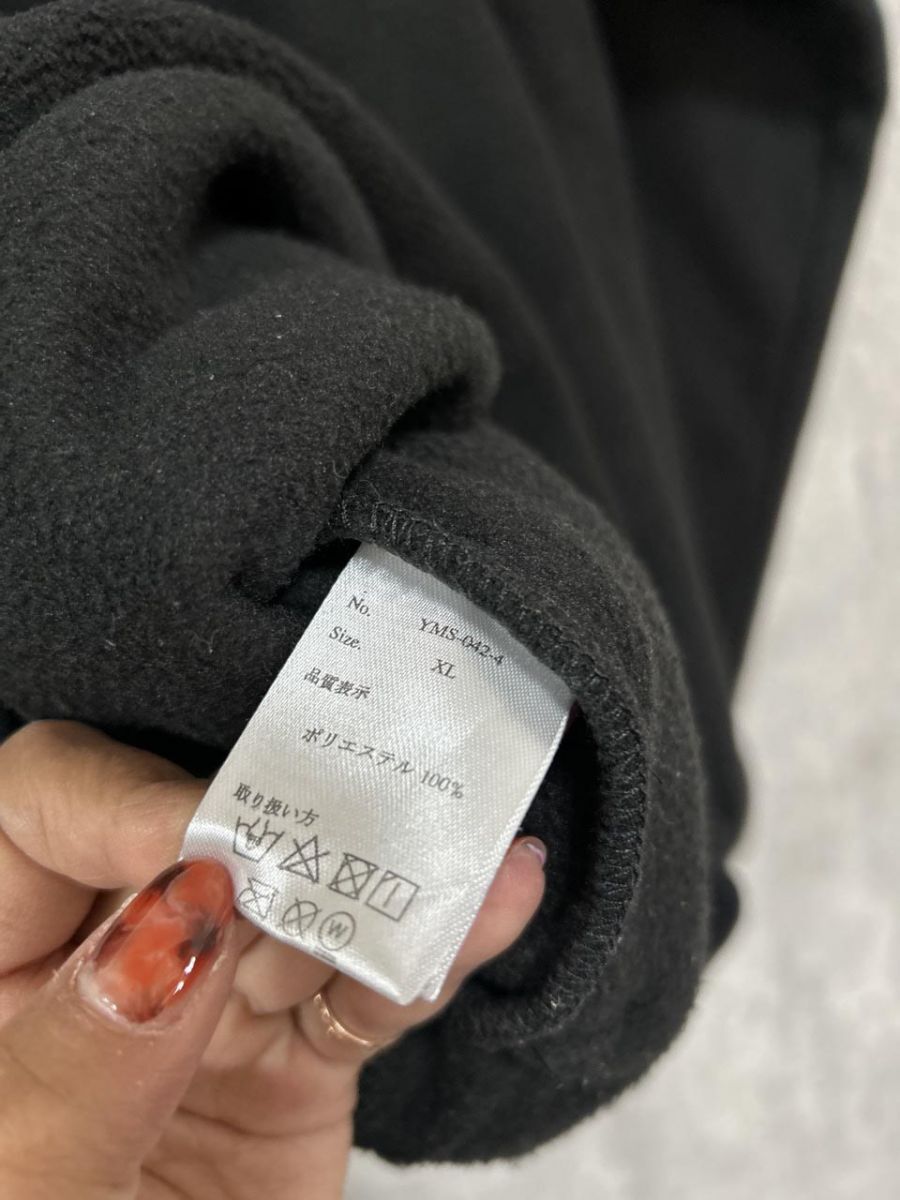 No. YMS-042-4
Size. XL
品質表示
ポリエステル 100%
取り扱い方
W